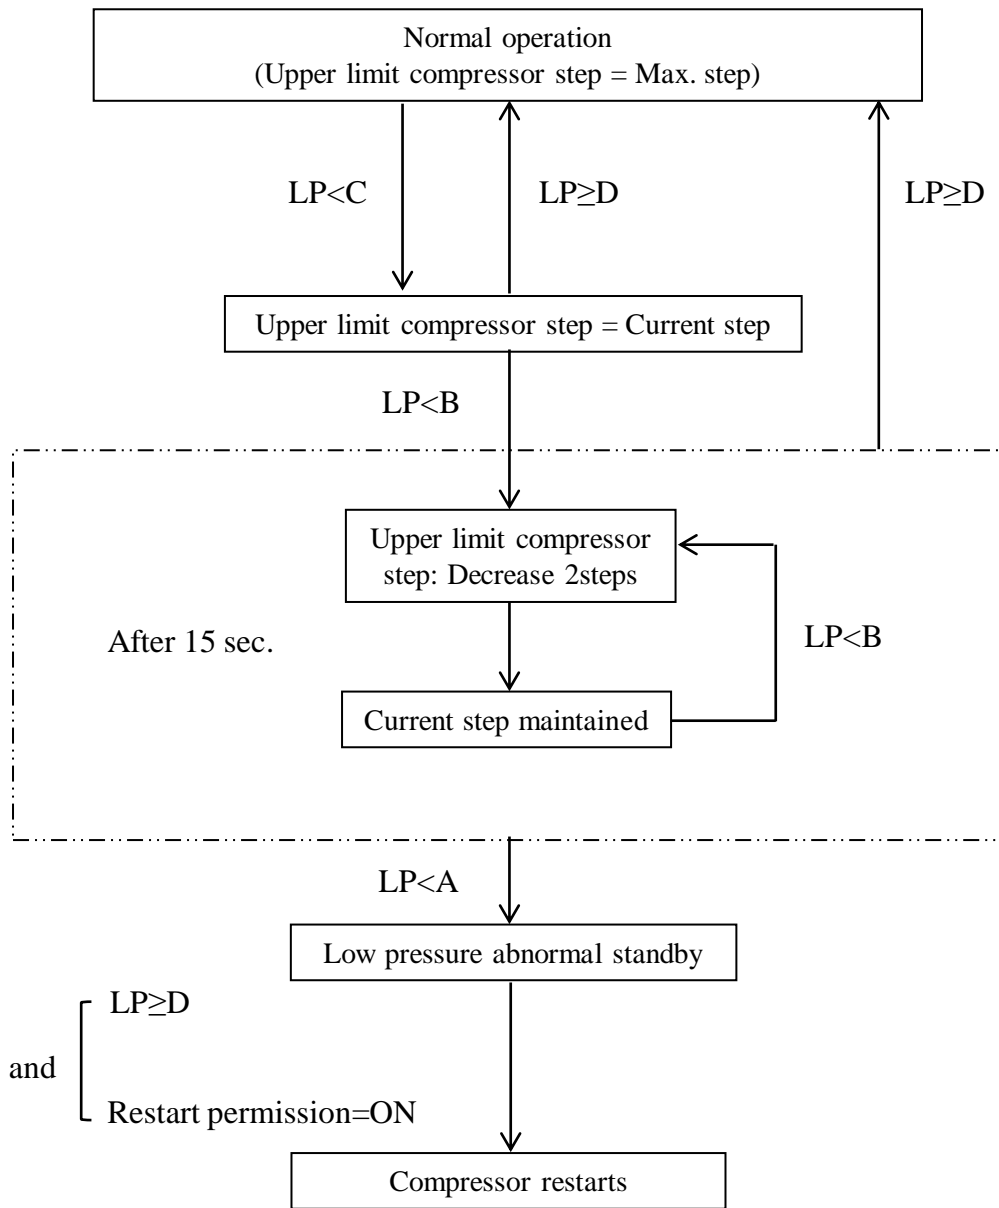 Normal operation
(Upper limit compressor step = Max. step)
LP<C
LP≥D
LP≥D
Upper limit compressor step = Current step
LP<B
Upper limit compressor
step: Decrease 2steps
After 15 sec.
LP<B
Current step maintained
LP<A
Low pressure abnormal standby
LP≥D
and
Restart permission=ON
Compressor restarts